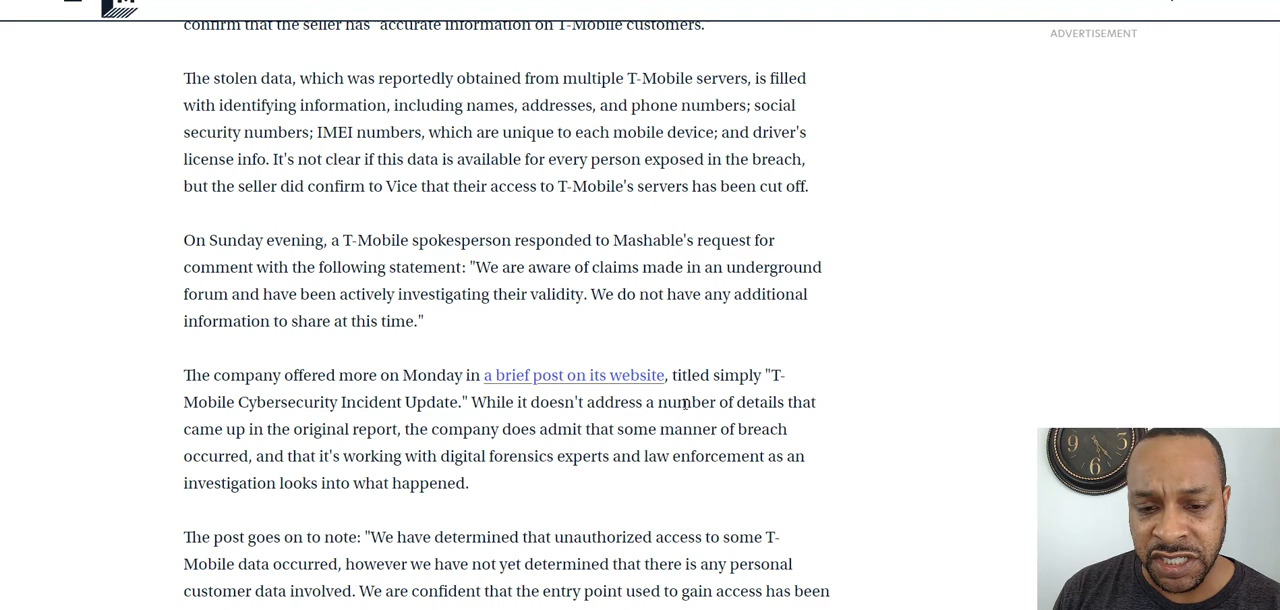 confirm that the seller has "accurate information on T-Mobile customers.
ADVERTISEMENT
The stolen data, which was reportedly obtained from multiple T-Mobile servers, is filled
with identifying information, including names, addresses, and phone numbers; social
security numbers; IMEI numbers, which are unique to each mobile device; and driver's
license info. It's not clear if this data is available for every person exposed in the breach,
but the seller did confirm to Vice that their access to T-Mobile's servers has been cut off.
On Sunday evening, a T-Mobile spokesperson responded to Mashable's request for
comment with the following statement: "We are aware of claims made in an underground
forum and have been actively investigating their validity. We do not have any additional
information to share at this time."
The company offered more on Monday in a brief post on its website, titled simply "T-
Mobile Cybersecurity Incident Update." While it doesn't address a number of details that
came up in the original report, the company does admit that some manner of breach
occurred, and that it's working with digital forensics experts and law enforcement as an
investigation looks into what happened.
The post goes on to note: "We have determined that unauthorized access to some T-
Mobile data occurred, however we have not yet determined that there is any personal
customer data involved. We are confident that the entry point used to gain access has been
9 3
6